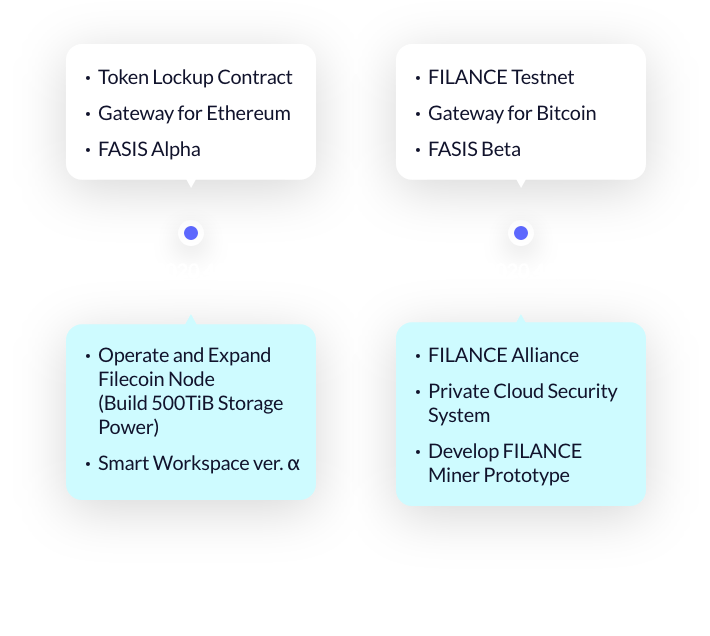 • Token Lockup Contract
• Gateway for Ethereum
• FASIS Alpha
• FILANCE Testnet
• Gateway for Bitcoin
• FASIS Beta
• Operate and Expand
Filecoin Node
(Build 500TiB Storage
Power)
• Smart Workspace ver. α
• FILANCE Alliance
• Private Cloud Security
System
• Develop FILANCE
Miner Prototype